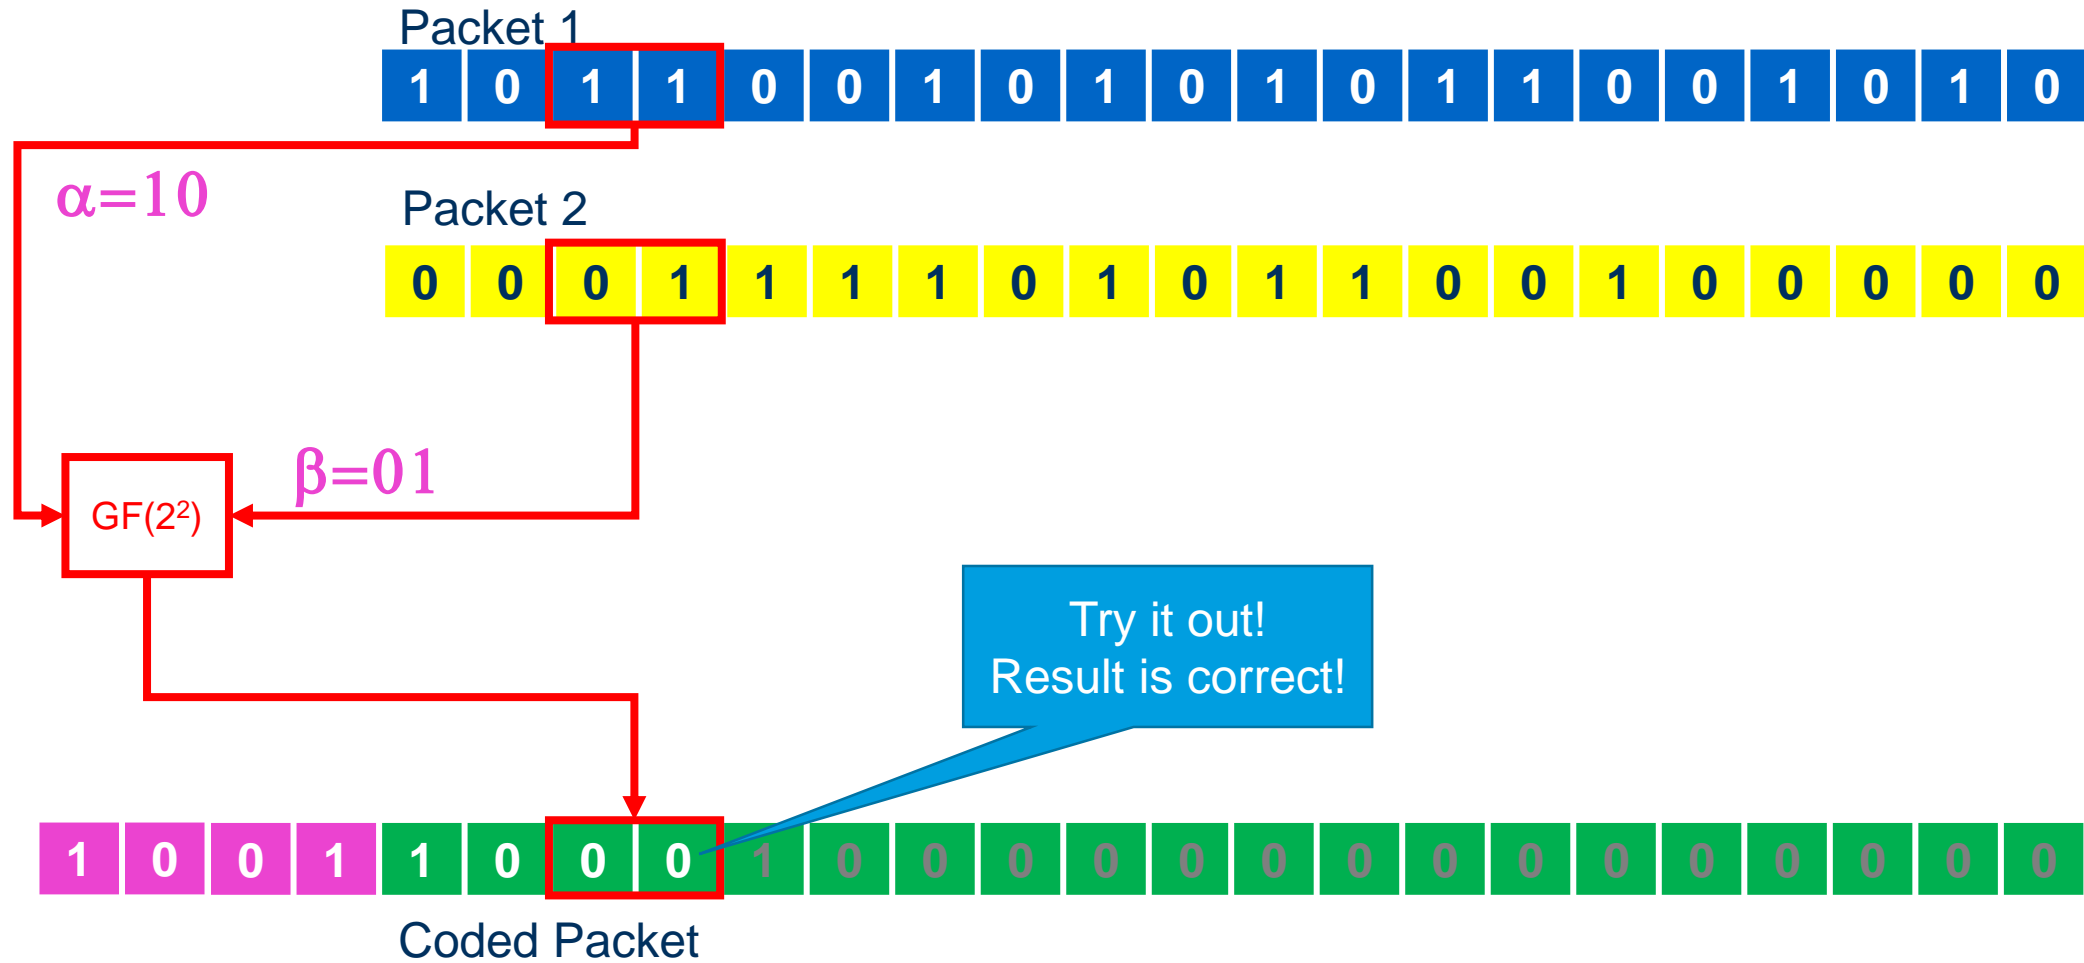 Packet 1
1 0 1 1 0 0 1 0 1 0 1 0 1 1 0 0 1 0 1 0
α=10
Packet 2
0 0 0 1 1 1 1 0 1 0 1 1 0 0 1 0 0 0 0 0
β=01
GF(2²)
Try it out!
Result is correct!
1 0 0 1 1 0 0 0 1 0 0 0 0 0 0 0 0 0 0 0 0 0 0 0
Coded Packet